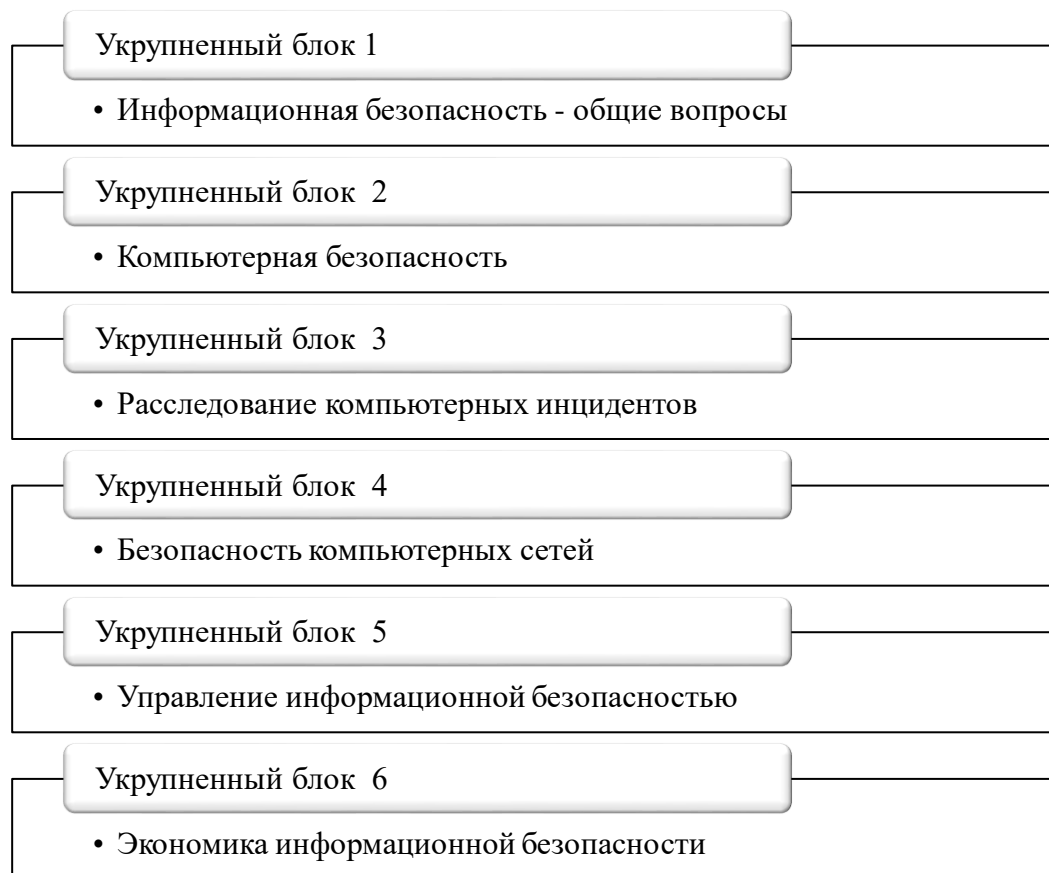 Укрупненный блок 1
• Информационная безопасность - общие вопросы
Укрупненный блок  2
• Компьютерная безопасность
Укрупненный блок  3
• Расследование компьютерных инцидентов
Укрупненный блок  4
• Безопасность компьютерных сетей
Укрупненный блок  5
• Управление информационной безопасностью
Укрупненный блок  6
• Экономика информационной безопасности